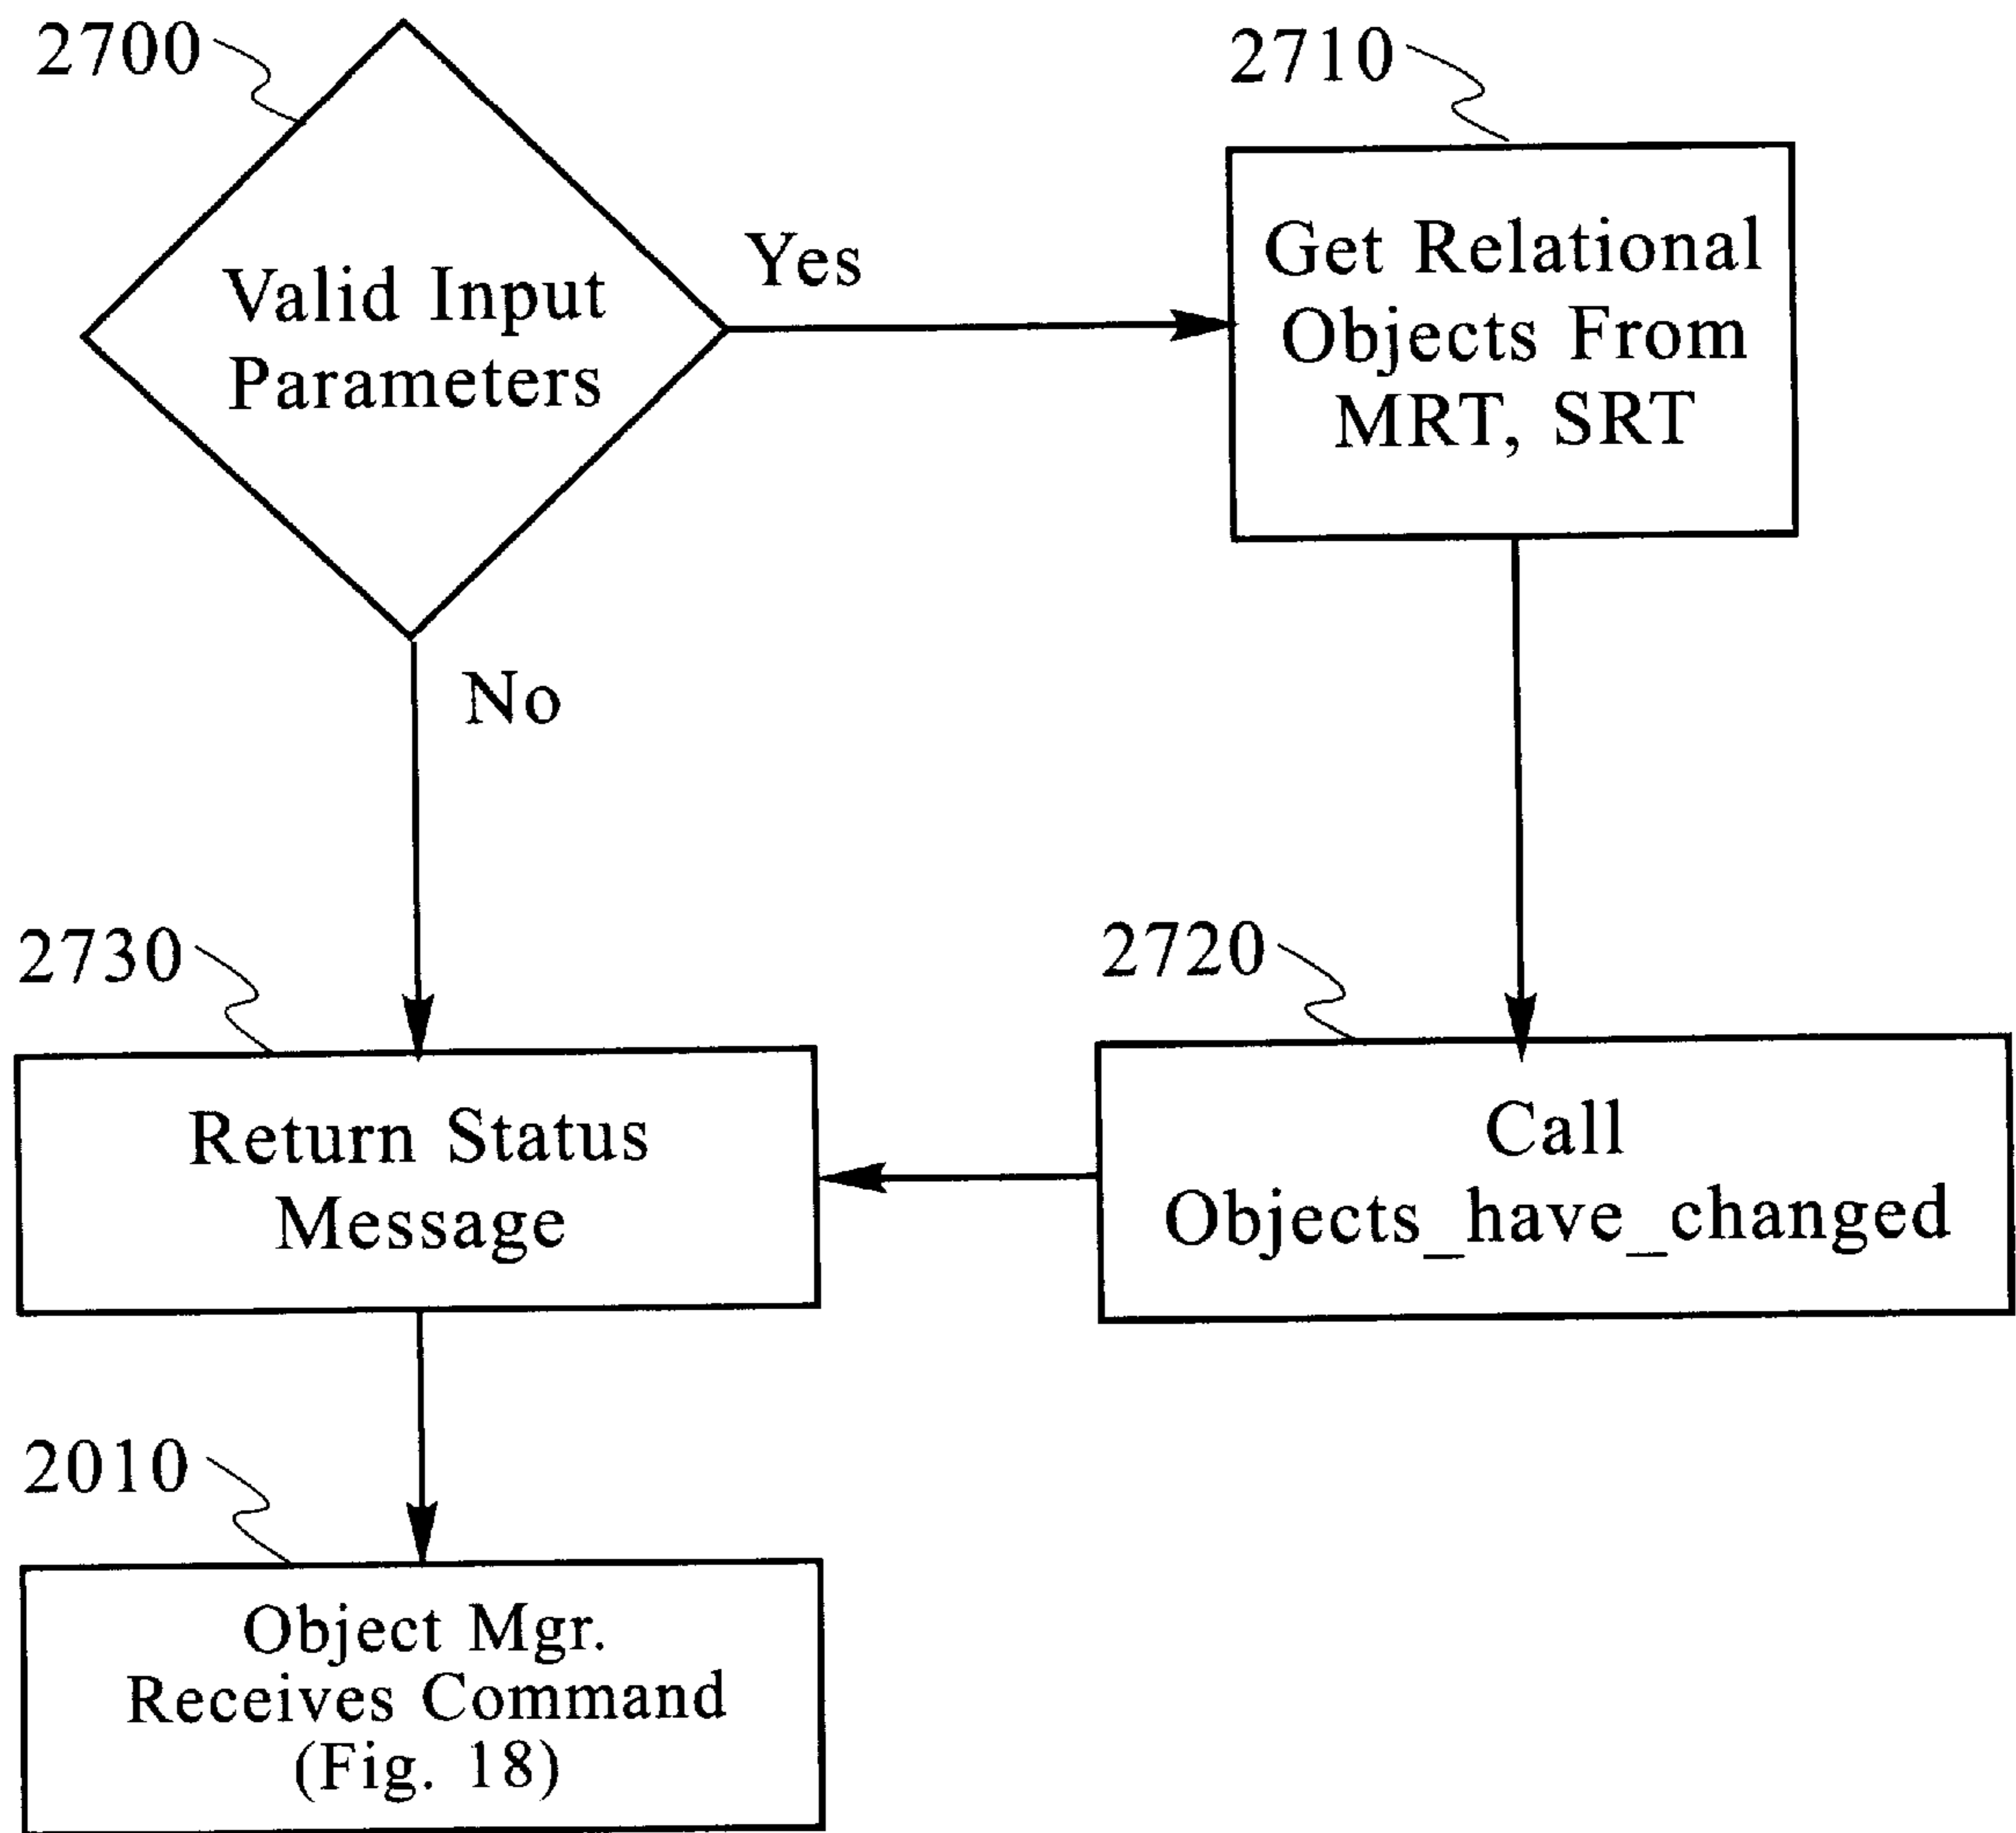 2700
Valid Input
Parameters
Yes
2710
Get Relational
Objects From
MRT, SRT
No
2730
Return Status
Message
2720
Call
Objects_have_changed
2010
Object Mgr.
Receives Command
(Fig. 18)